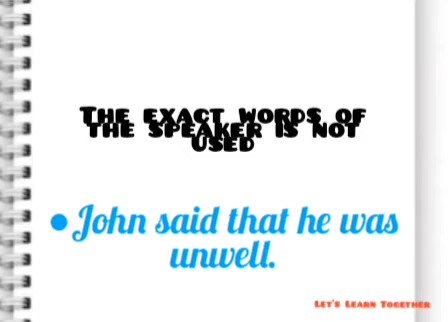 The exact words of
the speaker is not
used
● John said that he was
unwell.
Let's Learn Together